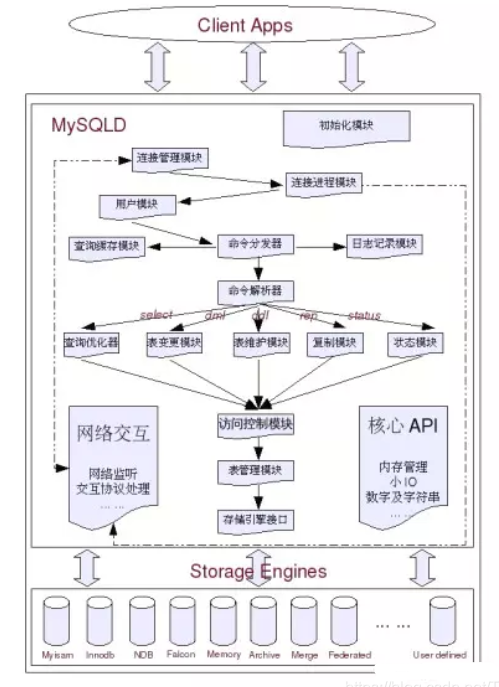 Client Apps
MySQLD
初始化模块
连接管理模块
连接进程模块
用户模块
查询缓存模块
命令分发器
日志记录模块
命令解析器
select
dml
ddl
rep
status
查询优化器
表变更模块
表维护模块
复制模块
状态模块
网络交互
网络监听
交互协议处理
... ...
访问控制模块
表管理模块
存储引擎接口
核心 API
内存管理
小 IO
数字及字符串
... ...
Storage Engines
Myisam
Innodb
NDB
Falcon
Memory
Archive
Merge
Federated
... ...
User defined